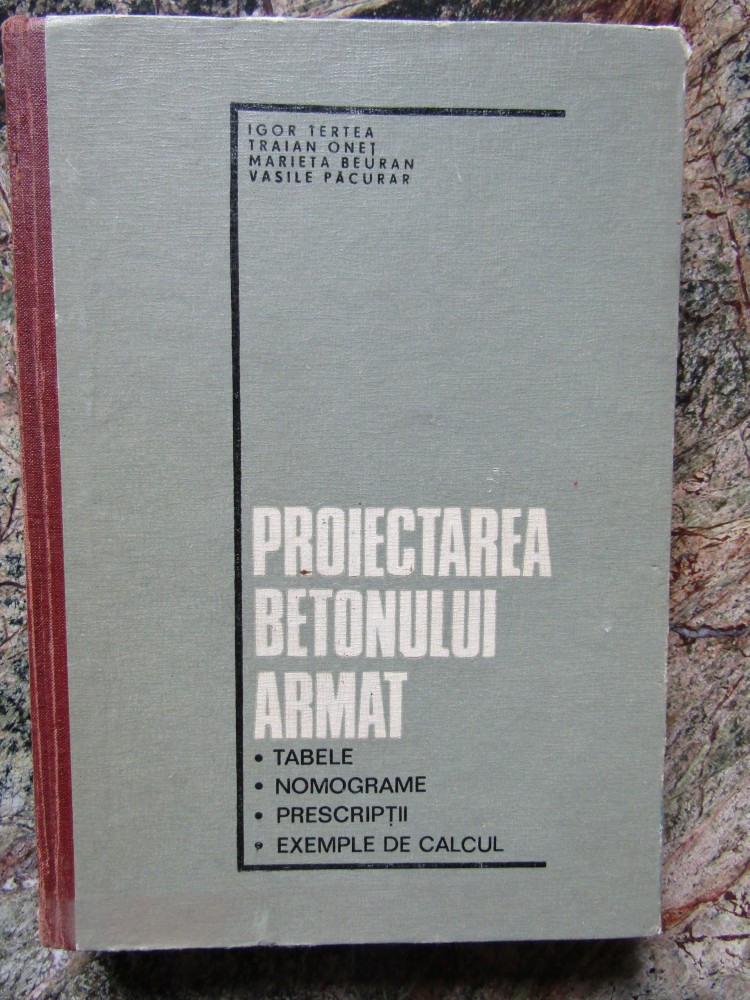 IGOR TERTEA
TRAIAN ONEȚ
MARIETA BEURAN
VASILE PĂCURAR
PROIECTAREA
BETONULUI
ARMAT
• TABELE
• NOMOGRAME
• PRESCRIPȚII
• EXEMPLE DE CALCUL